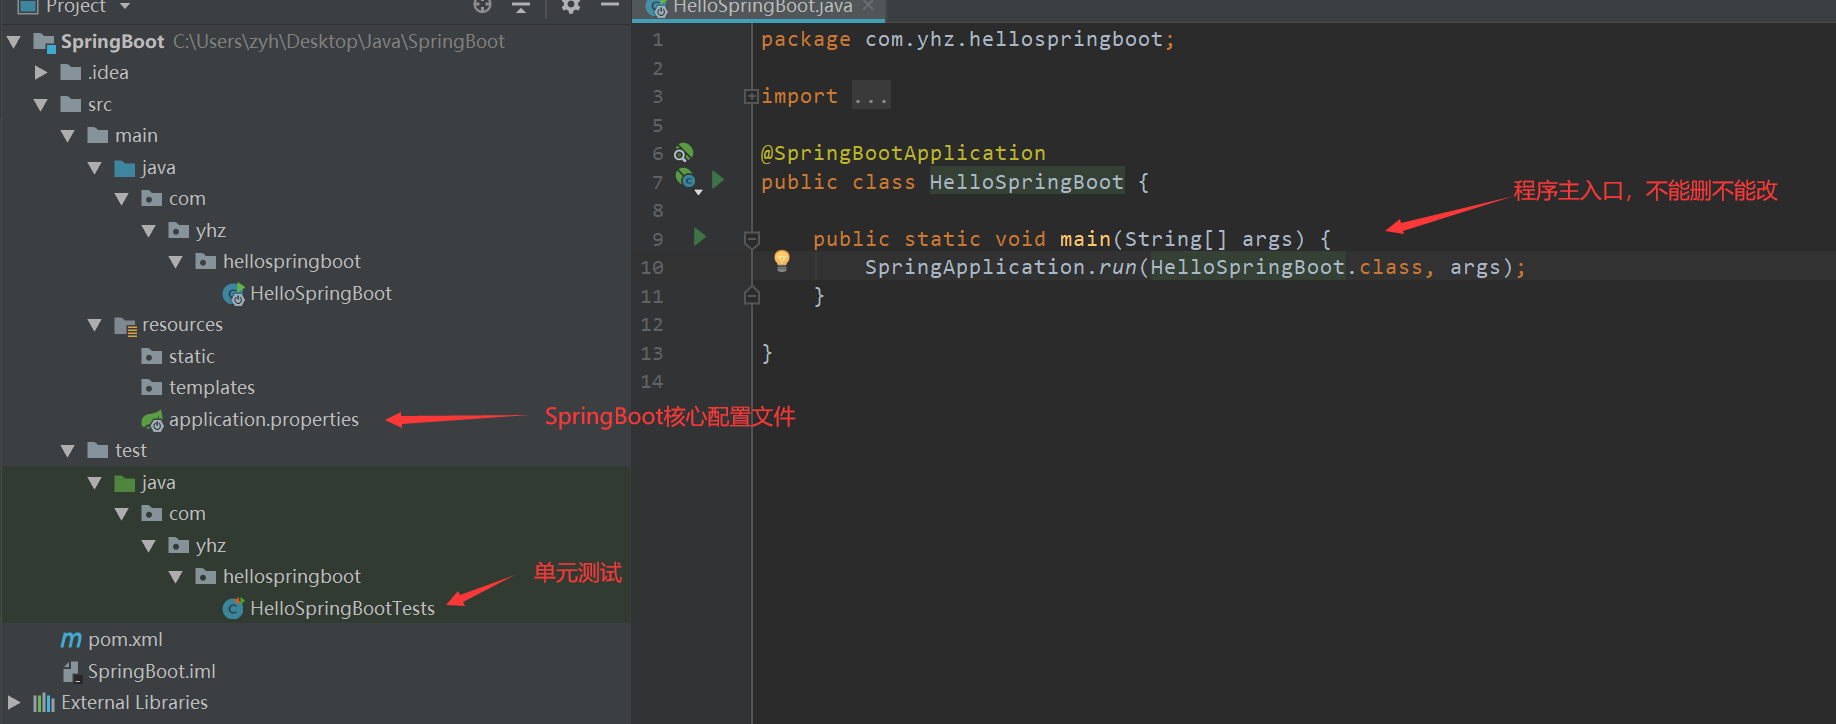 Project
SpringBoot C:\Users\zyh\Desktop\Java\SpringBoot
.idea
src
main
java
com
yhz
hellospringboot
HelloSpringBoot
resources
static
templates
application.properties
SpringBoot核心配置文件
test
java
com
yhz
hellospringboot
单元测试
HelloSpringBootTests
pom.xml
SpringBoot.iml
External Libraries
HelloSpringBoot.java
1 package com.yhz.hellospringboot;
2
3 import ...
5
6 @SpringBootApplication
7 public class HelloSpringBoot {
程序主入口，不能删不能改
8
9 public static void main(String[] args) {
10 SpringApplication.run(HelloSpringBoot.class, args);
11 }
12
13 }
14